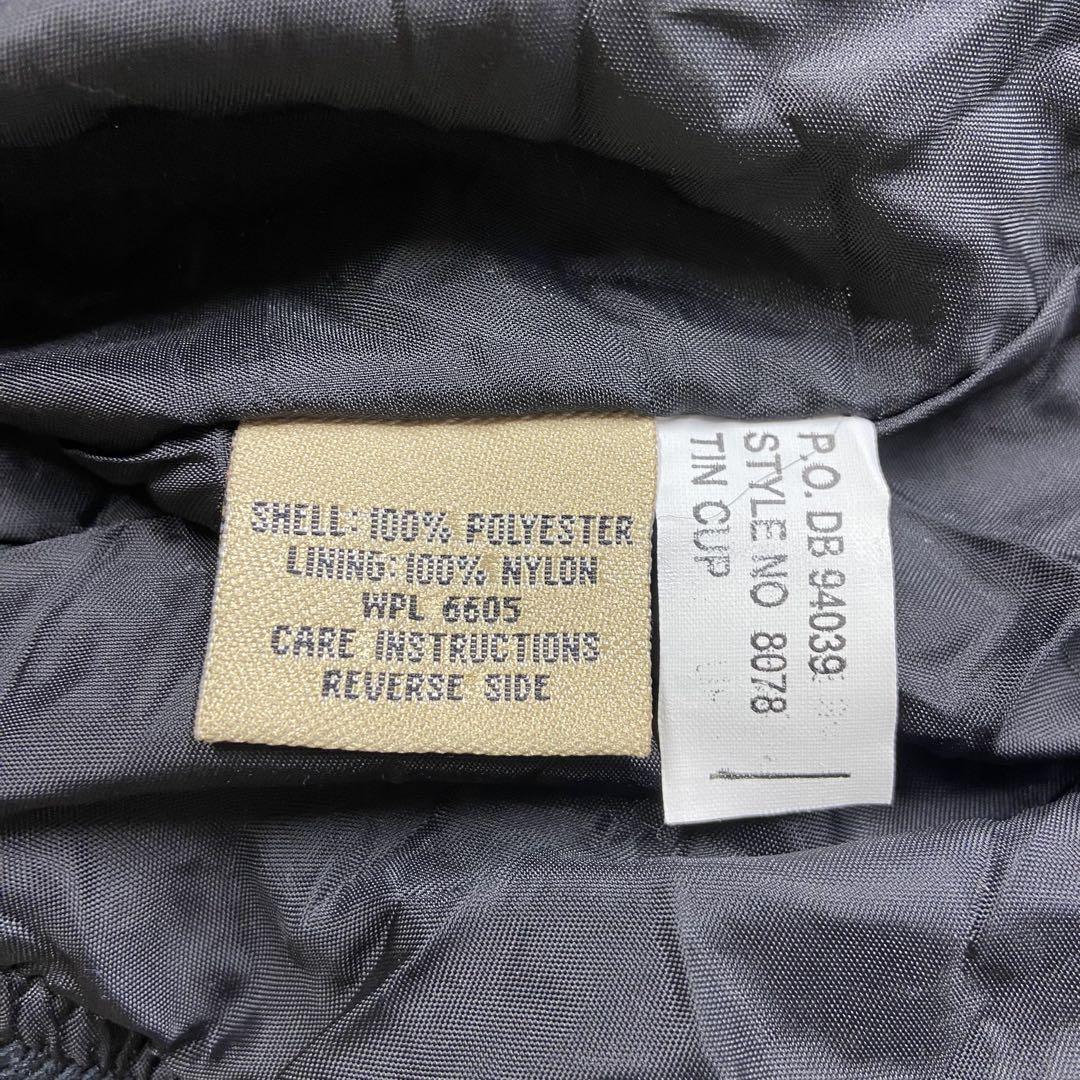 SHELL: 100% POLYESTER
LINING: 100% NYLON
WPL 6605
CARE INSTRUCTIONS
REVERSE SIDE
P.O. DB 94039
STYLE NO 8078
TIN CUP